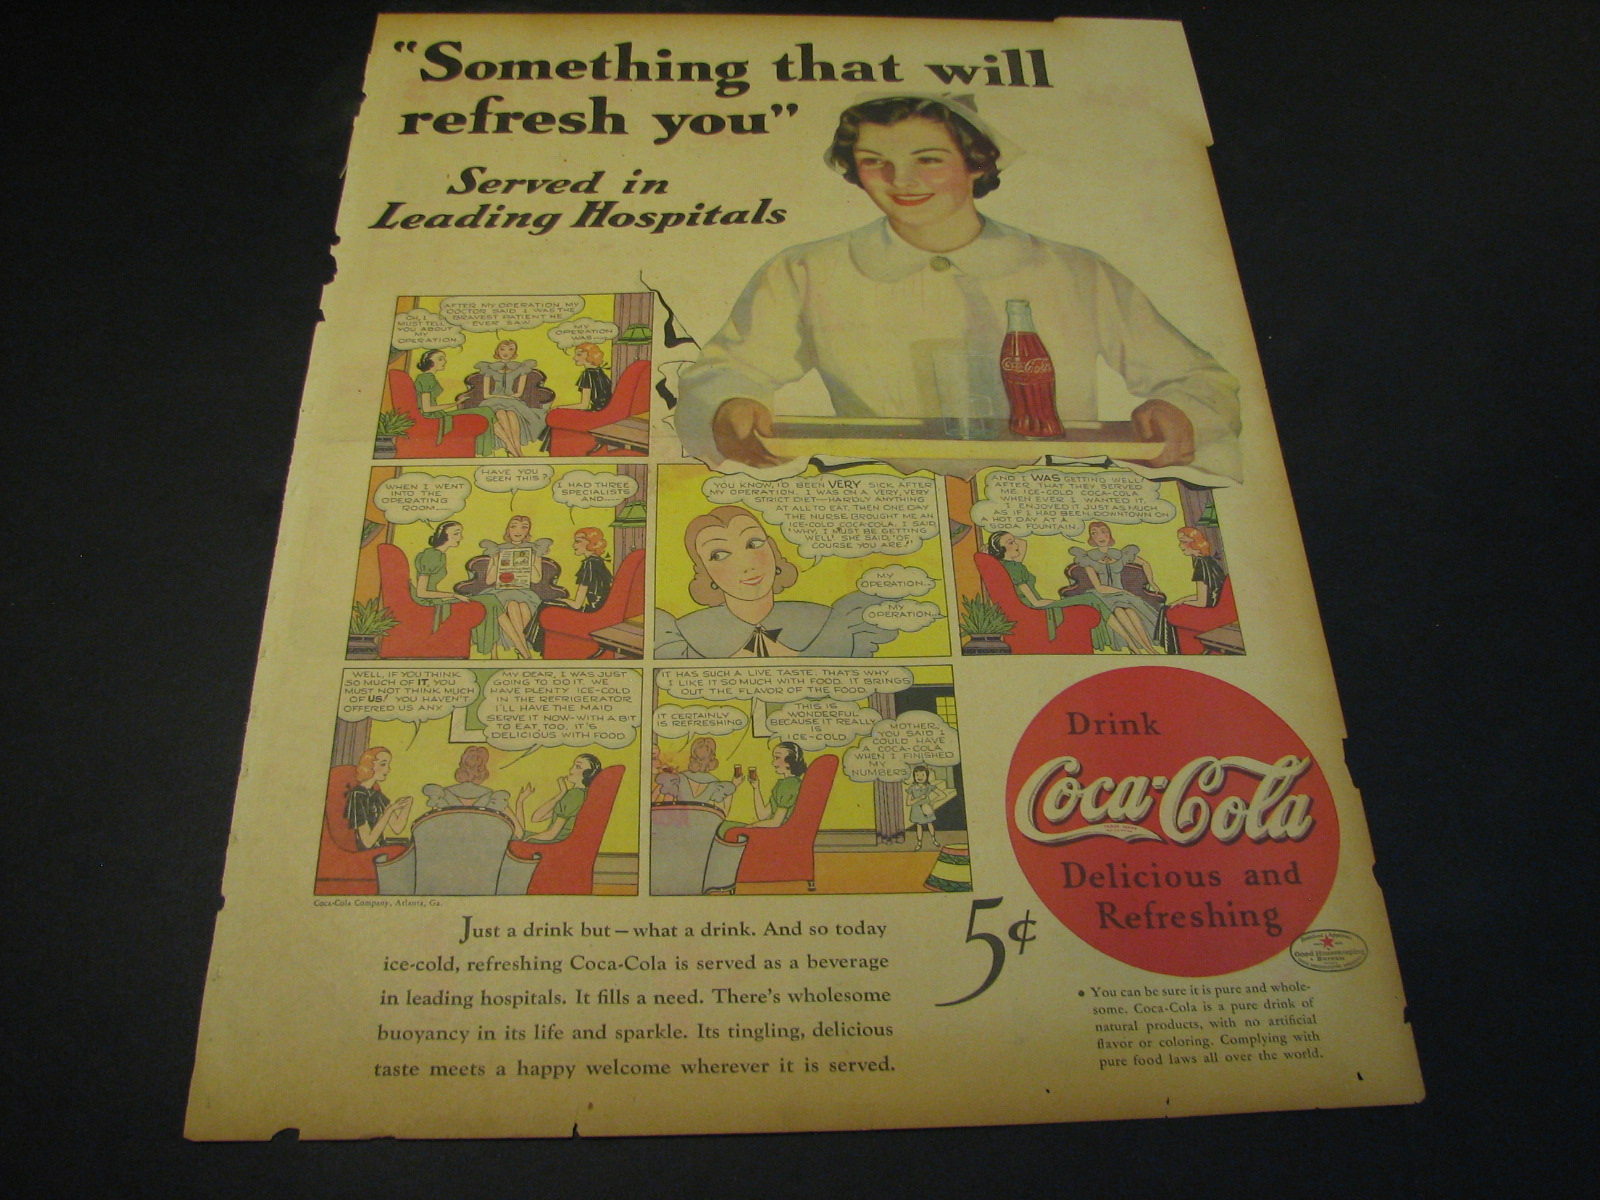 “Something that will
refresh you”
Served in
Leading Hospitals
OH, I
MUST TELL
YOU ABOUT
MY
OPERATION.
AFTER MY OPERATION, MY
DOCTOR SAID I WAS THE
BRAVEST PATIENT HE
EVER SAW.
MY
OPERATION
WAS
WHEN I WENT
INTO THE
OPERATING
ROOM....
HAVE YOU
SEEN THIS?
I HAD THREE
SPECIALISTS
AND....
YOU KNOW, I'D BEEN VERY SICK AFTER
MY OPERATION. I WAS ON A VERY, VERY
STRICT DIET—HARDLY ANYTHING
AT ALL TO EAT. THEN ONE DAY
THE NURSE BROUGHT ME AN
ICE-COLD COCA-COLA. I SAID,
'WHY, I MUST BE GETTING
WELL!' SHE SAID, 'OF
COURSE YOU ARE!'
MY
OPERATION..
MY
OPERATION..
AND I WAS GETTING WELL!
AFTER THAT THEY SERVED
ME ICE-COLD COCA-COLA
WHEN EVER I WANTED IT.
I ENJOYED IT JUST AS MUCH
AS IF I HAD BEEN DOWNTOWN ON
A HOT DAY AT A
SODA FOUNTAIN.
WELL, IF YOU THINK
SO MUCH OF IT, YOU
MUST NOT THINK MUCH
OF US! YOU HAVEN'T
OFFERED US ANY.
MY DEAR, I WAS JUST
GOING TO DO IT. WE
HAVE PLENTY ICE-COLD
IN THE REFRIGERATOR.
I'LL HAVE THE MAID
SERVE IT NOW—WITH A BIT
TO EAT, TOO. IT'S
DELICIOUS WITH FOOD.
IT HAS SUCH A LIVE TASTE. THAT'S WHY
I LIKE IT SO MUCH WITH FOOD. IT BRINGS
OUT THE FLAVOR OF THE FOOD.
IT CERTAINLY
IS REFRESHING
THIS IS
WONDERFUL
BECAUSE IT REALLY
IS
ICE-COLD.
MOTHER,
YOU SAID I
COULD HAVE
A COCA-COLA
WHEN I FINISHED
MY
NUMBERS
Coca-Cola
Coca-Cola Company, Atlanta, Ga.
Drink
Coca-Cola
Delicious and
Refreshing
5¢
Good Housekeeping
Bureau
Just a drink but — what a drink. And so today
ice-cold, refreshing Coca-Cola is served as a beverage
in leading hospitals. It fills a need. There's wholesome
buoyancy in its life and sparkle. Its tingling, delicious
taste meets a happy welcome wherever it is served.
• You can be sure it is pure and whole-
some. Coca-Cola is a pure drink of
natural products, with no artificial
flavor or coloring. Complying with
pure food laws all over the world.